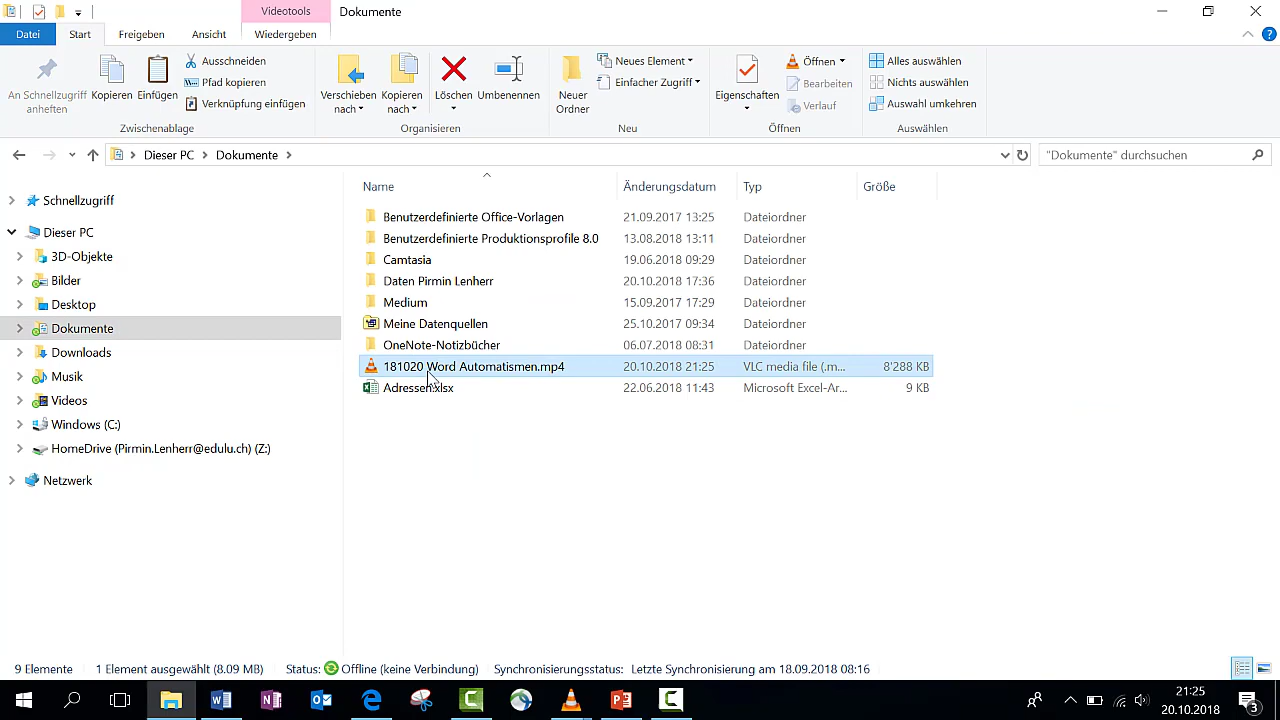 Videotools
Dokumente
Datei
Start
Freigeben
Ansicht
Wiedergeben
An Schnellzugriff anheften
Kopieren
Einfügen
Ausschneiden
Pfad kopieren
Verknüpfung einfügen
Zwischenablage
Verschieben nach
Kopieren nach
Löschen
Umbenennen
Organisieren
Neuer Ordner
Neues Element
Einfacher Zugriff
Neu
Eigenschaften
Öffnen
Bearbeiten
Verlauf
Öffnen
Alles auswählen
Nichts auswählen
Auswahl umkehren
Auswählen
Dieser PC > Dokumente >
"Dokumente" durchsuchen
Schnellzugriff
Dieser PC
3D-Objekte
Bilder
Desktop
Dokumente
Downloads
Musik
Videos
Windows (C:)
HomeDrive (Pirmin.Lenherr@edulu.ch) (Z:)
Netzwerk
Name Änderungsdatum Typ Größe
Benutzerdefinierte Office-Vorlagen 21.09.2017 13:25 Dateiordner
Benutzerdefinierte Produktionsprofile 8.0 13.08.2018 13:11 Dateiordner
Camtasia 19.06.2018 09:29 Dateiordner
Daten Pirmin Lenherr 20.10.2018 17:36 Dateiordner
Medium 15.09.2017 17:29 Dateiordner
Meine Datenquellen 25.10.2017 09:34 Dateiordner
OneNote-Notizbücher 06.07.2018 08:31 Dateiordner
181020 Word Automatismen.mp4 20.10.2018 21:25 VLC media file (.m... 8'288 KB
Adressen.xlsx 22.06.2018 11:43 Microsoft Excel-Ar... 9 KB
9 Elemente 1 Element ausgewählt (8.09 MB) Status: Offline (keine Verbindung) Synchronisierungsstatus: Letzte Synchronisierung am 18.09.2018 08:16
21:25
20.10.2018
3